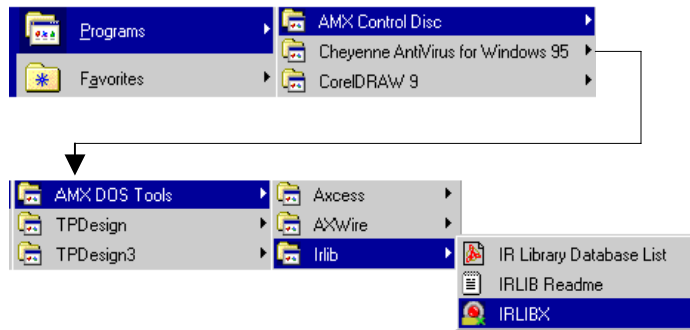 Programs
Favorites
AMX Control Disc
Cheyenne AntiVirus for Windows 95
CorelDRAW 9
AMX DOS Tools
TPDesign
TPDesign3
Axcess
AXWire
Irlib
IR Library Database List
IRLIB Readme
IRLIBX